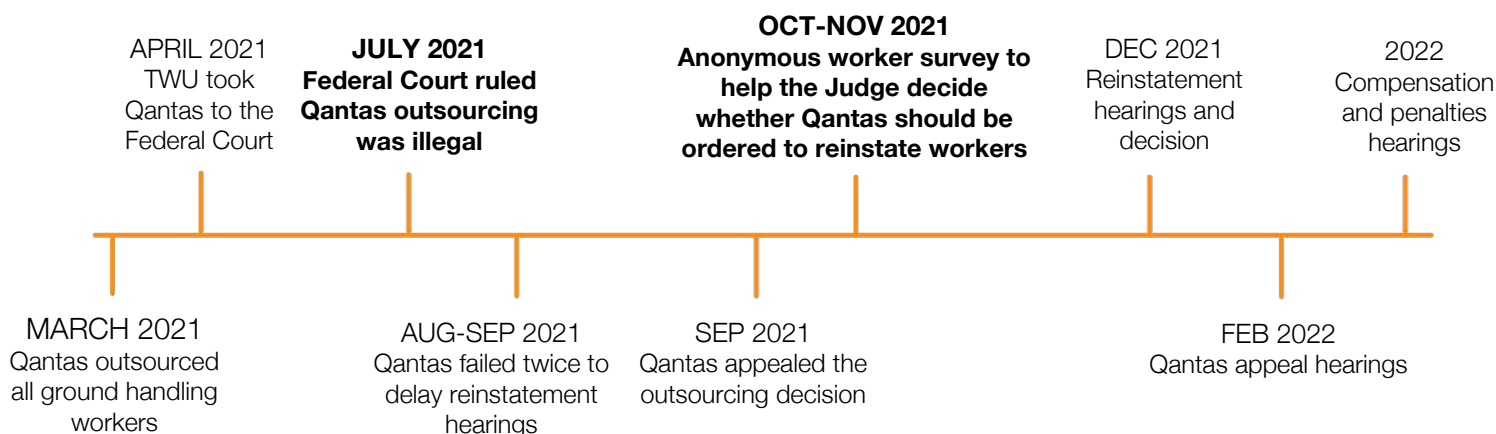 APRIL 2021
TWU took
Qantas to the
Federal Court
JULY 2021
Federal Court ruled
Qantas outsourcing
was illegal
OCT-NOV 2021
Anonymous worker survey to
help the Judge decide
whether Qantas should be
ordered to reinstate workers
DEC 2021
Reinstatement
hearings and
decision
2022
Compensation
and penalties
hearings
MARCH 2021
Qantas outsourced
all ground handling
workers
AUG-SEP 2021
Qantas failed twice to
delay reinstatement
hearings
SEP 2021
Qantas appealed the
outsourcing decision
FEB 2022
Qantas appeal hearings